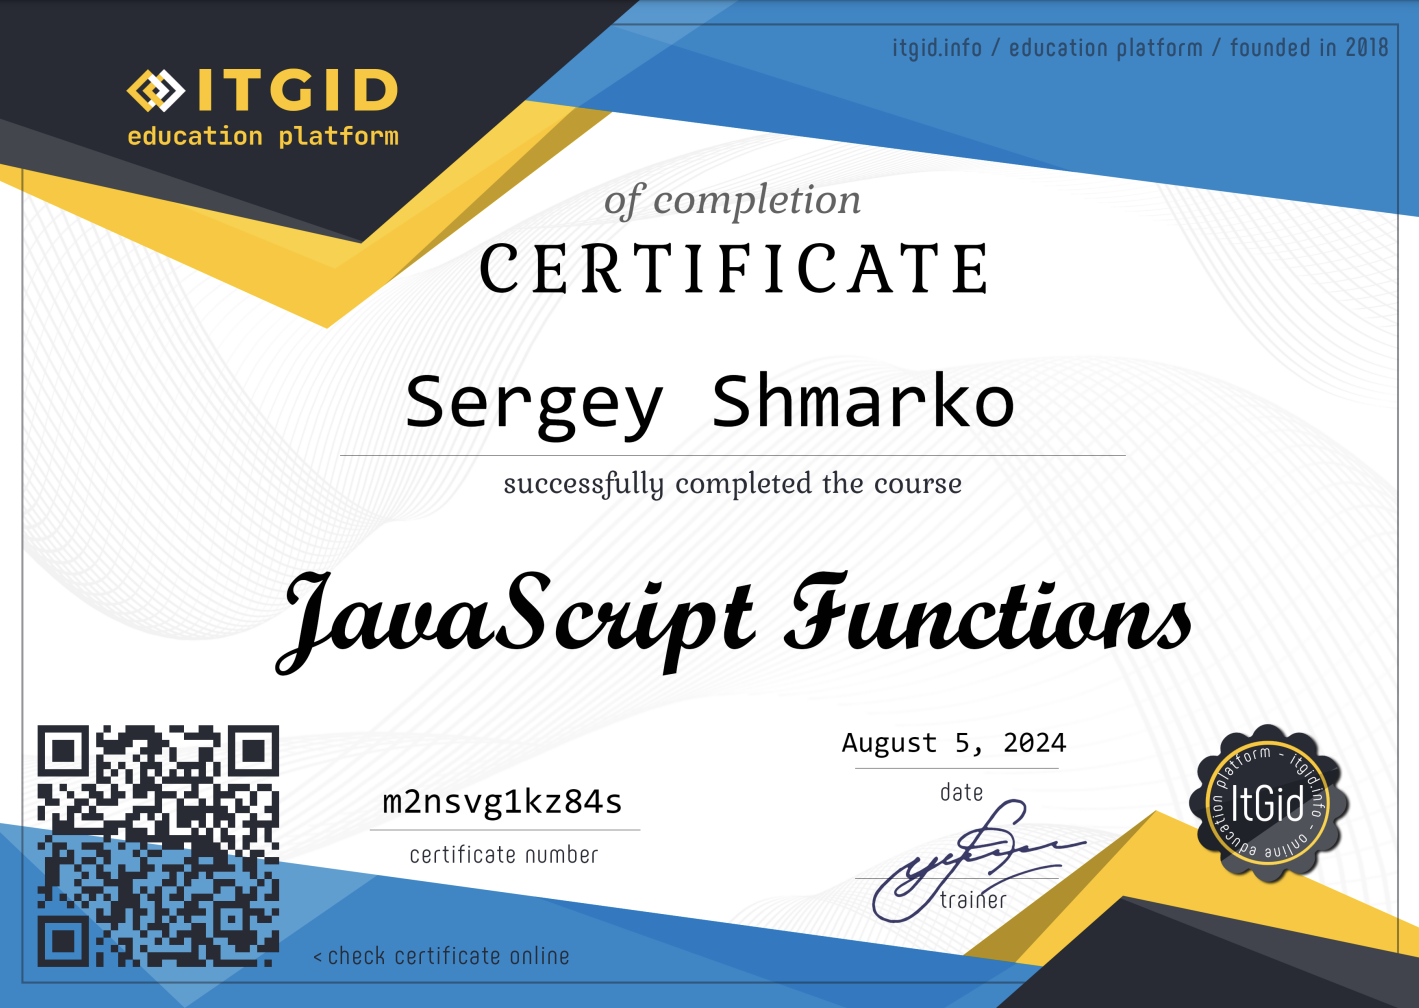 itgid.info / education platform / founded in 2018
ITGID
education platform
of completion
CERTIFICATE
Sergey Shmarko
successfully completed the course
JavaScript Functions
August 5, 2024
date
m2nsvg1kz84s
certificate number
trainer
< check certificate online
ItGid
education platform - itgid.info - online